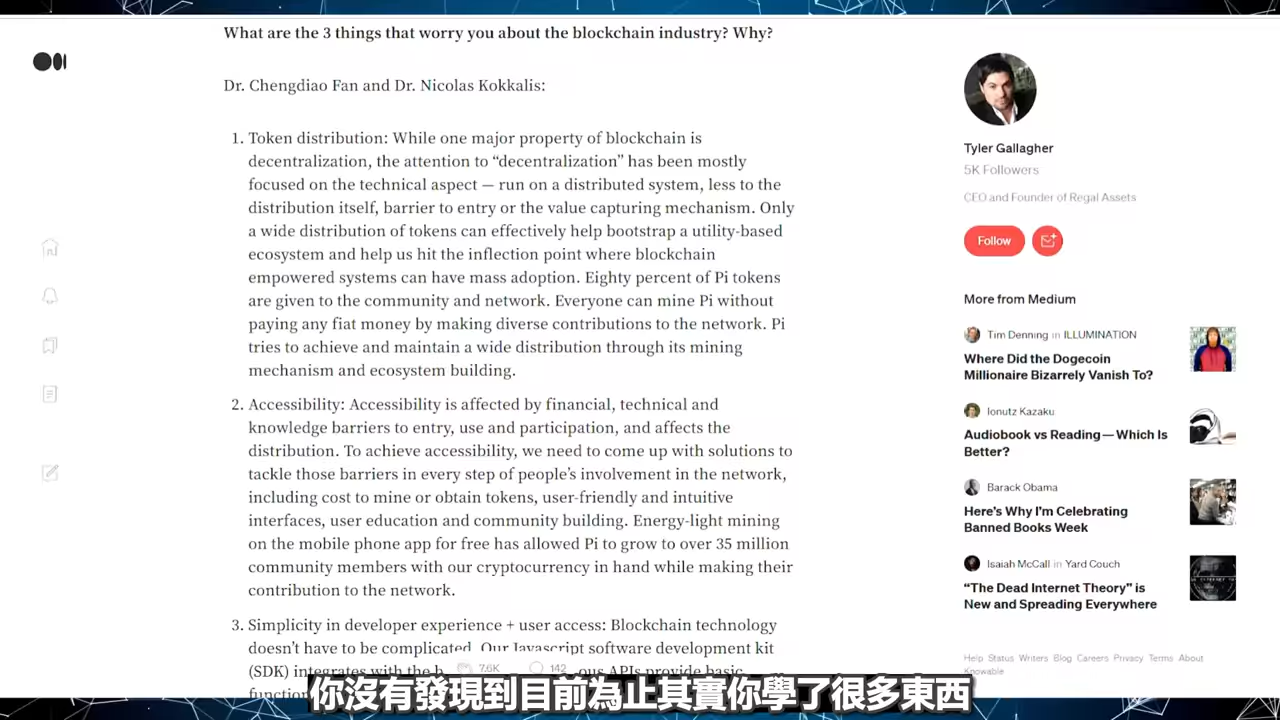 What are the 3 things that worry you about the blockchain industry? Why?
Dr. Chengdiao Fan and Dr. Nicolas Kokkalis:
1. Token distribution: While one major property of blockchain is
decentralization, the attention to “decentralization” has been mostly
focused on the technical aspect — run on a distributed system, less to the
distribution itself, barrier to entry or the value capturing mechanism. Only
a wide distribution of tokens can effectively help bootstrap a utility-based
ecosystem and help us hit the inflection point where blockchain
empowered systems can have mass adoption. Eighty percent of Pi tokens
are given to the community and network. Everyone can mine Pi without
paying any fiat money by making diverse contributions to the network. Pi
tries to achieve and maintain a wide distribution through its mining
mechanism and ecosystem building.
2. Accessibility: Accessibility is affected by financial, technical and
knowledge barriers to entry, use and participation, and affects the
distribution. To achieve accessibility, we need to come up with solutions to
tackle those barriers in every step of people’s involvement in the network,
including cost to mine or obtain tokens, user-friendly and intuitive
interfaces, user education and community building. Energy-light mining
on the mobile phone app for free has allowed Pi to grow to over 35 million
community members with our cryptocurrency in hand while making their
contribution to the network.
3. Simplicity in developer experience + user access: Blockchain technology
doesn’t have to be complicated. Our Javascript software development kit
(SDK) integrates with the b
APIs provide basic
7.6K
142
Tyler Gallagher
5K Followers
CEO and Founder of Regal Assets
Follow
More from Medium
Tim Denning in ILLUMINATION
Where Did the Dogecoin
Millionaire Bizarrely Vanish To?
Ionutz Kazaku
Audiobook vs Reading — Which Is
Better?
Barack Obama
Here’s Why I’m Celebrating
Banned Books Week
Isaiah McCall in Yard Couch
“The Dead Internet Theory” is
New and Spreading Everywhere
Help Status Writers Blog Careers Privacy Terms About
Knowable
你沒有發現到目前為止其實你學了很多東西